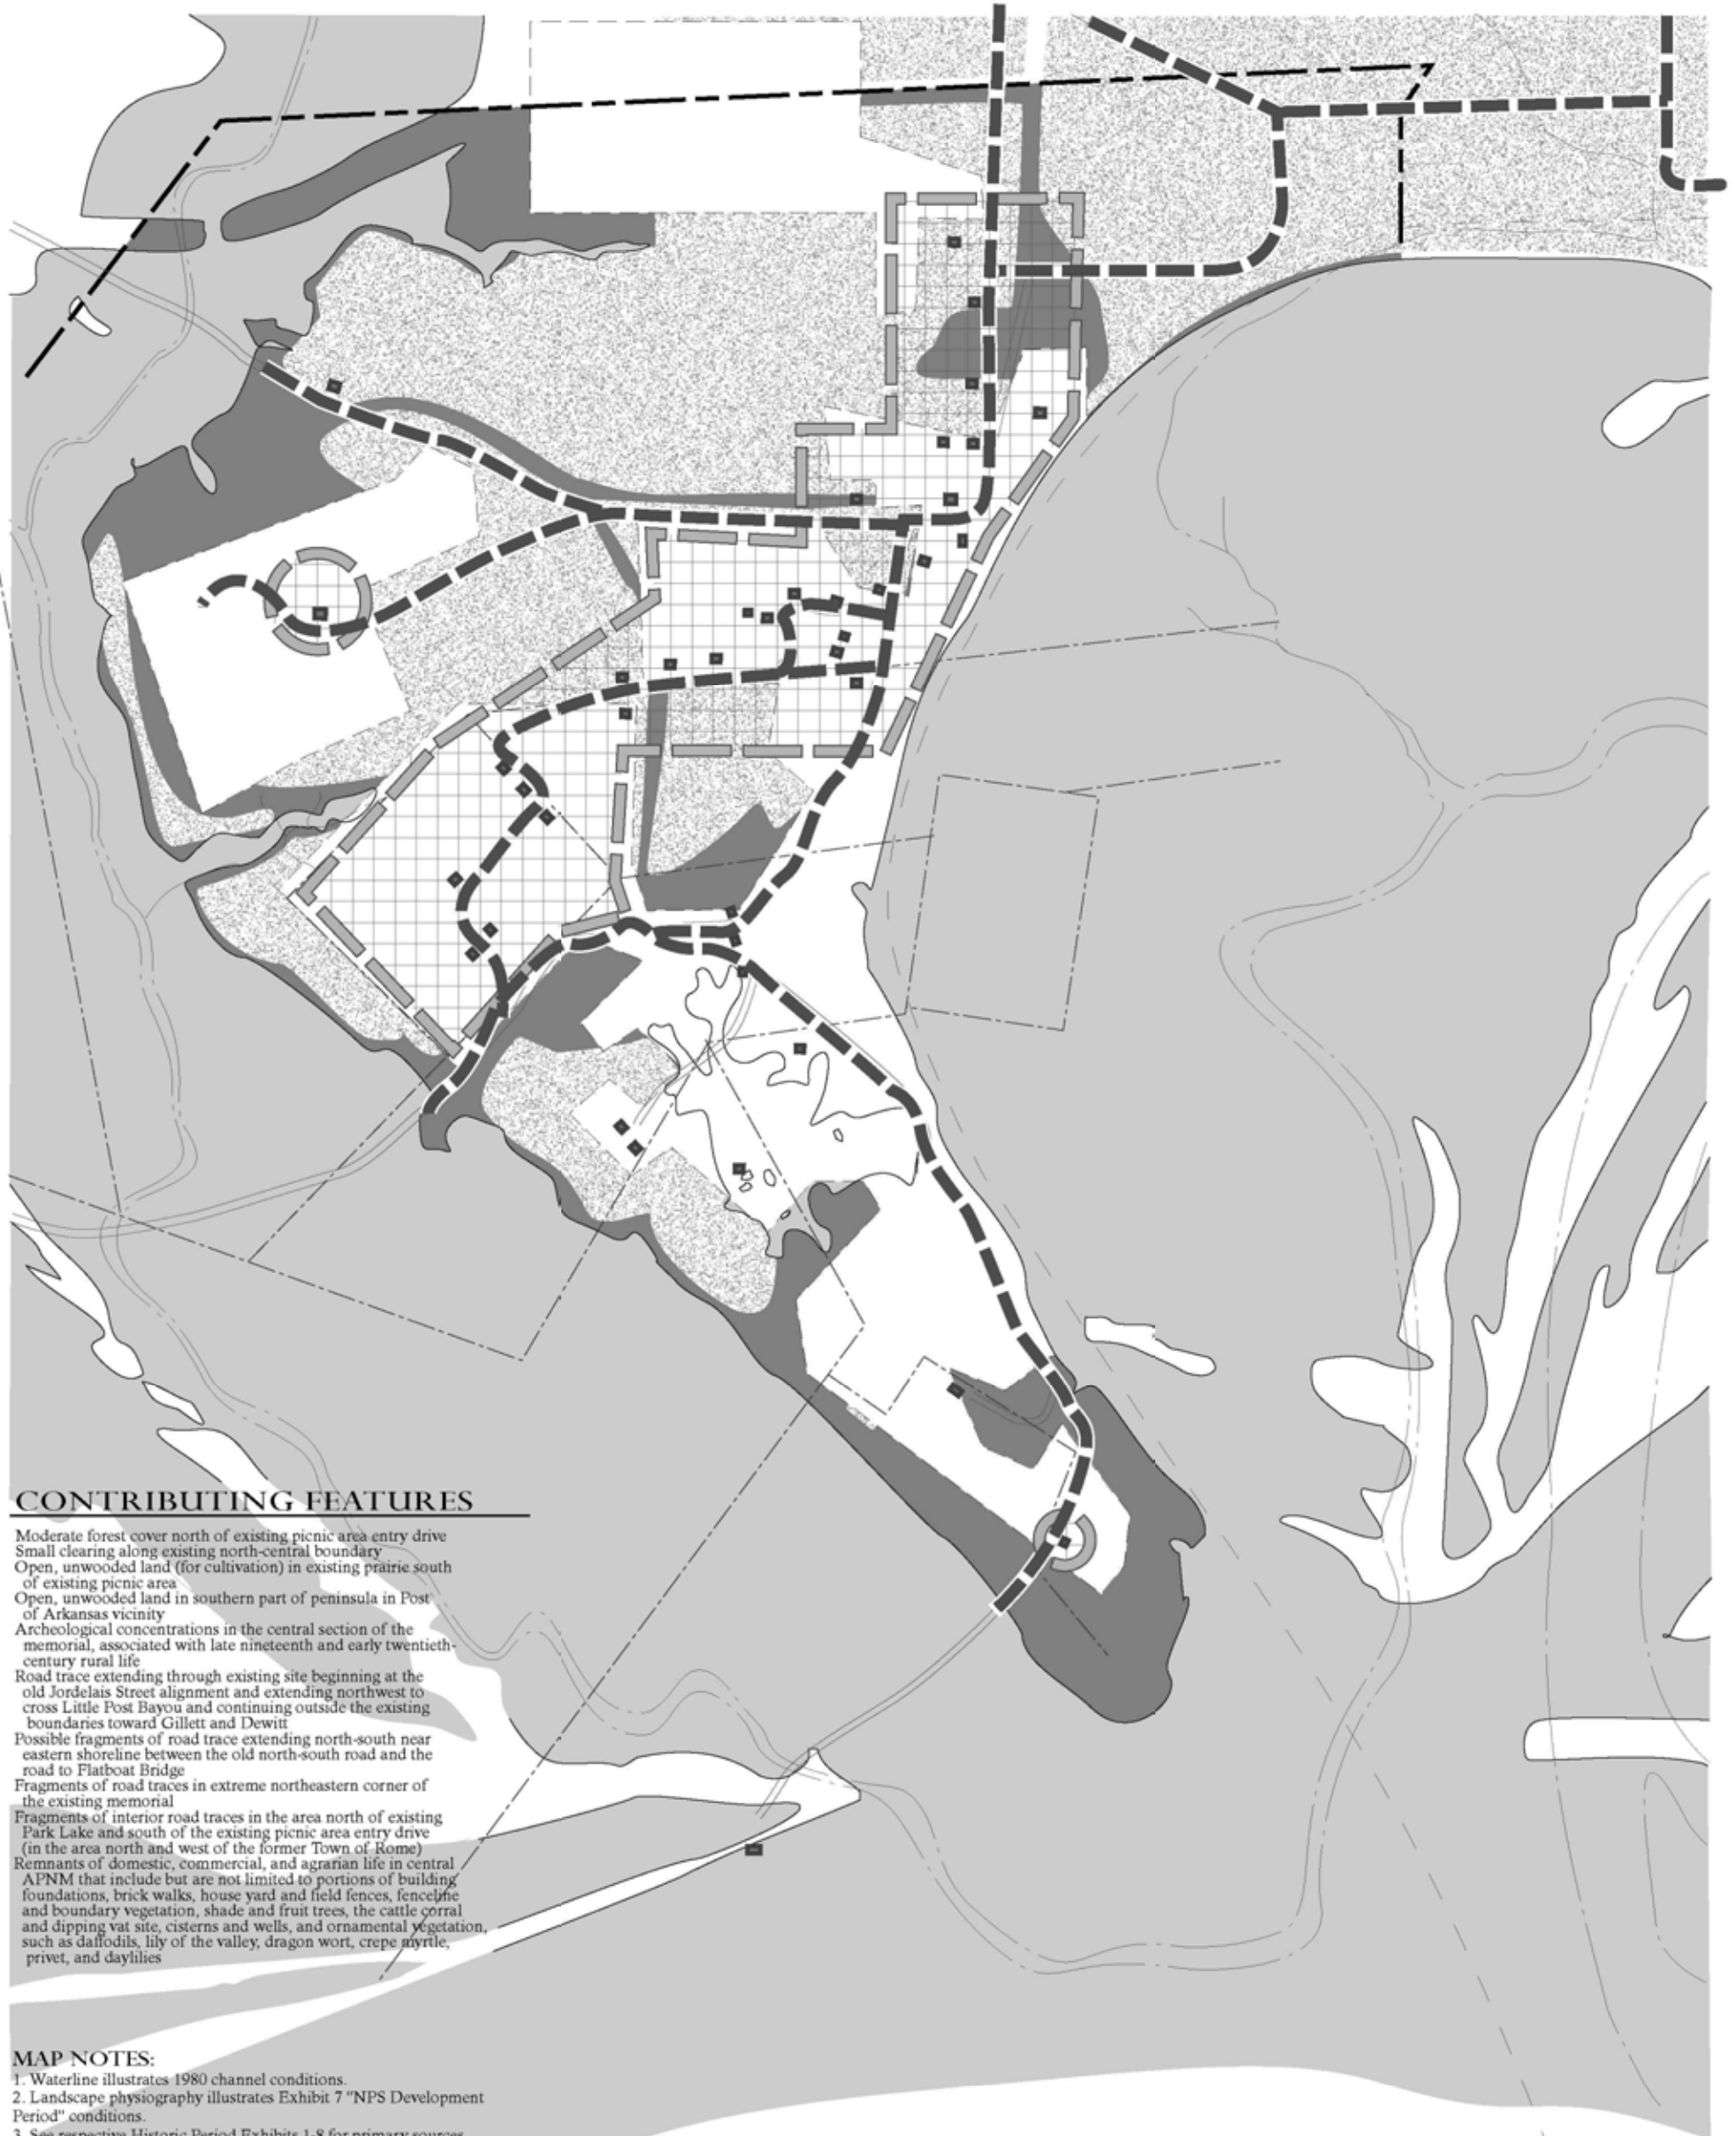 CONTRIBUTING FEATURES
Moderate forest cover north of existing picnic area entry drive
Small clearing along existing north-central boundary
Open, unwooded land (for cultivation) in existing prairie south
of existing picnic area
Open, unwooded land in southern part of peninsula in Post
of Arkansas vicinity
Archeological concentrations in the central section of the
memorial, associated with late nineteenth and early twentieth-
century rural life
Road trace extending through existing site beginning at the
old Jordelais Street alignment and extending northwest to
cross Little Post Bayou and continuing outside the existing
boundaries toward Gillett and Dewitt
Possible fragments of road trace extending north-south near
eastern shoreline between the old north-south road and the
road to Flatboat Bridge
Fragments of road traces in extreme northeastern corner of
the existing memorial
Fragments of interior road traces in the area north of existing
Park Lake and south of the existing picnic area entry drive
(in the area north and west of the former Town of Rome)
Remnants of domestic, commercial, and agrarian life in central
APNM that include but are not limited to portions of building
foundations, brick walks, house yard and field fences, fenceline
and boundary vegetation, shade and fruit trees, the cattle corral
and dipping vat site, cisterns and wells, and ornamental vegetation,
such as daffodils, lily of the valley, dragon wort, crepe myrtle,
privet, and daylilies
MAP NOTES:
1. Waterline illustrates 1980 channel conditions.
2. Landscape physiography illustrates Exhibit 7 "NPS Development
Period" conditions.
3. See respective Historic Period Exhibits 1-8 for primary sources